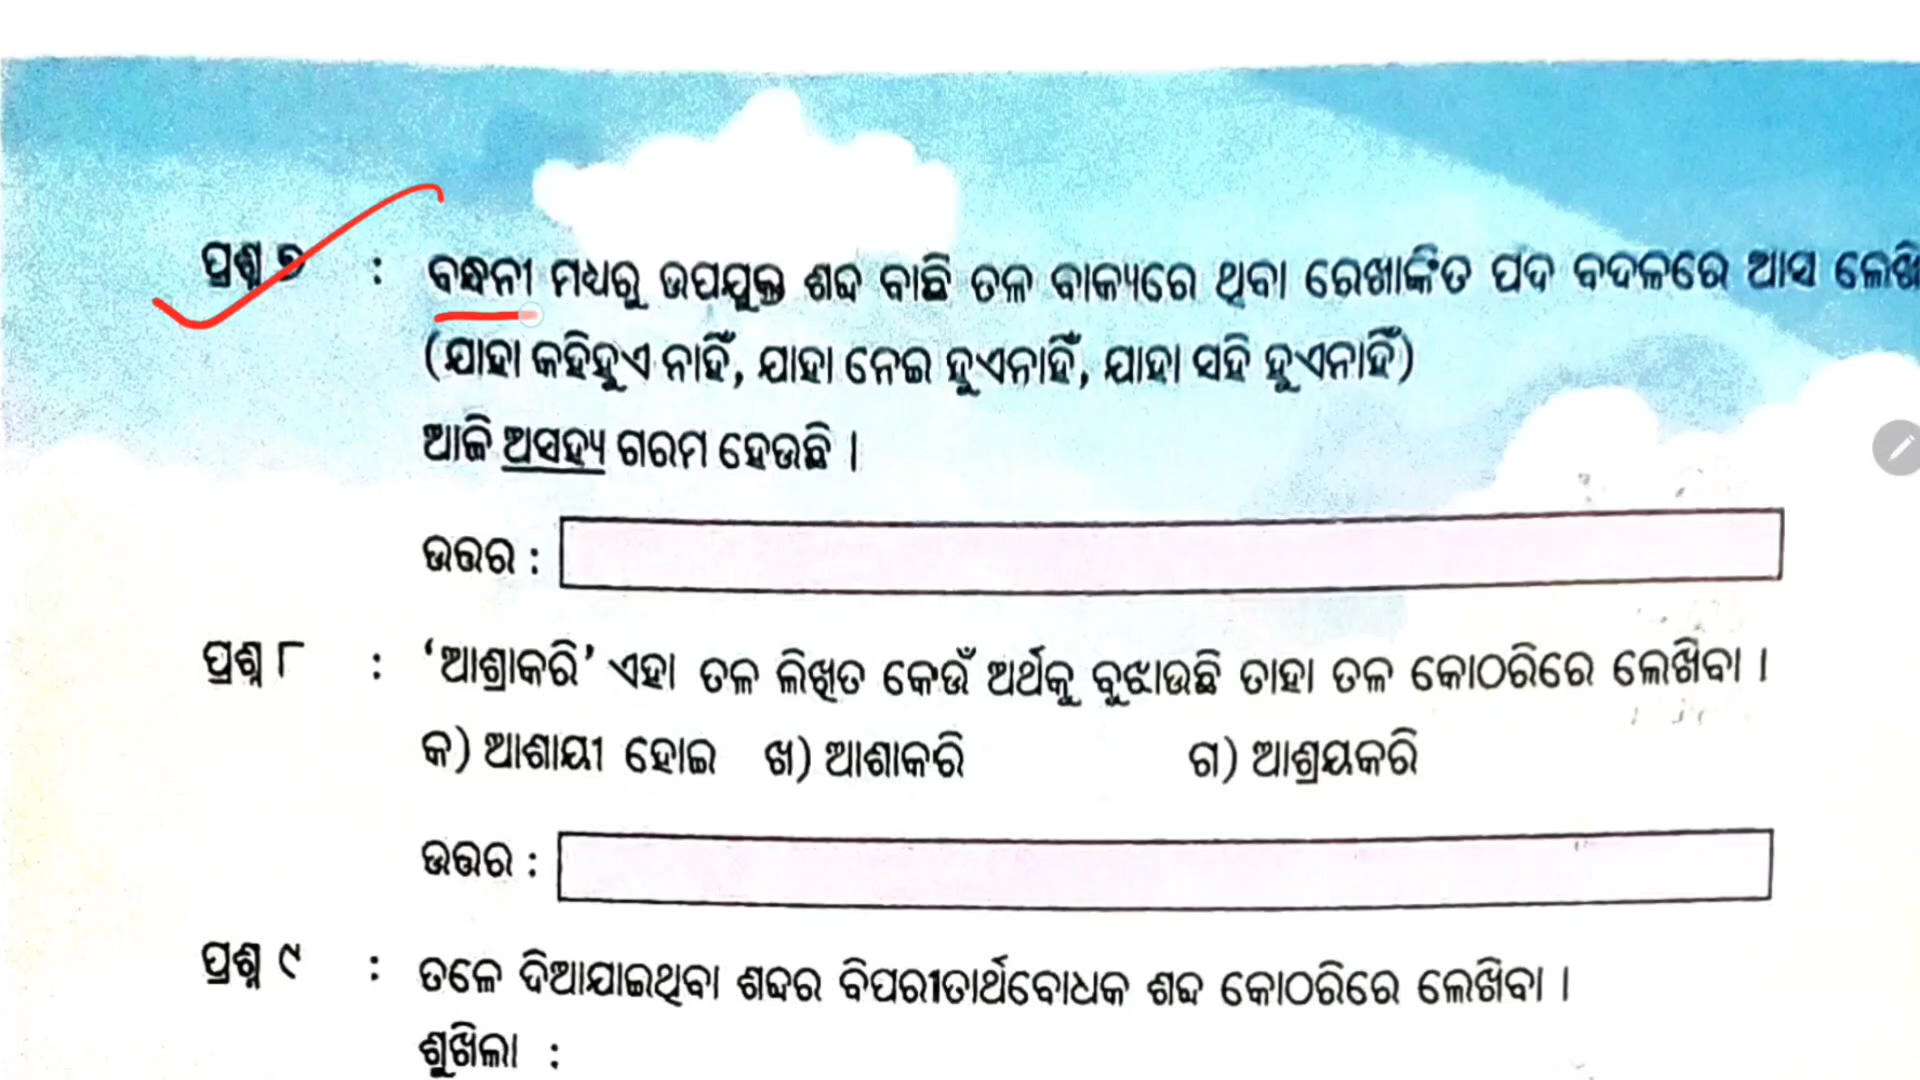 ପ୍ରଶ୍ନ ୭ : ବନ୍ଧନୀ ମଧ୍ୟରୁ ଉପଯୁକ୍ତ ଶବ୍ଦ ବାଛି ତଳ ବାକ୍ୟରେ ଥିବା ରେଖାଙ୍କିତ ପଦ ବଦଳରେ ଆସ ଲେଖି
(ଯାହା କହିହୁଏ ନାହିଁ, ଯାହା ନେଇ ହୁଏନାହିଁ, ଯାହା ସହି ହୁଏନାହିଁ)
ଆଜି ଅସହ୍ୟ ଗରମ ହେଉଛି ।
ଉତ୍ତର :
ପ୍ରଶ୍ନ ୮ : ‘ଆଶ୍ରାକରି’ ଏହା ତଳ ଲିଖିତ କେଉଁ ଅର୍ଥକୁ ବୁଝାଉଛି ତାହା ତଳ କୋଠରିରେ ଲେଖିବା ।
କ) ଆଶାୟୀ ହୋଇ ଖ) ଆଶାକରି ଗ) ଆଶ୍ରୟକରି
ଉତ୍ତର :
ପ୍ରଶ୍ନ ୯ : ତଳେ ଦିଆଯାଇଥିବା ଶବ୍ଦର ବିପରୀତାର୍ଥବୋଧକ ଶବ୍ଦ କୋଠରିରେ ଲେଖିବା ।
ଶୁଖିଲା :